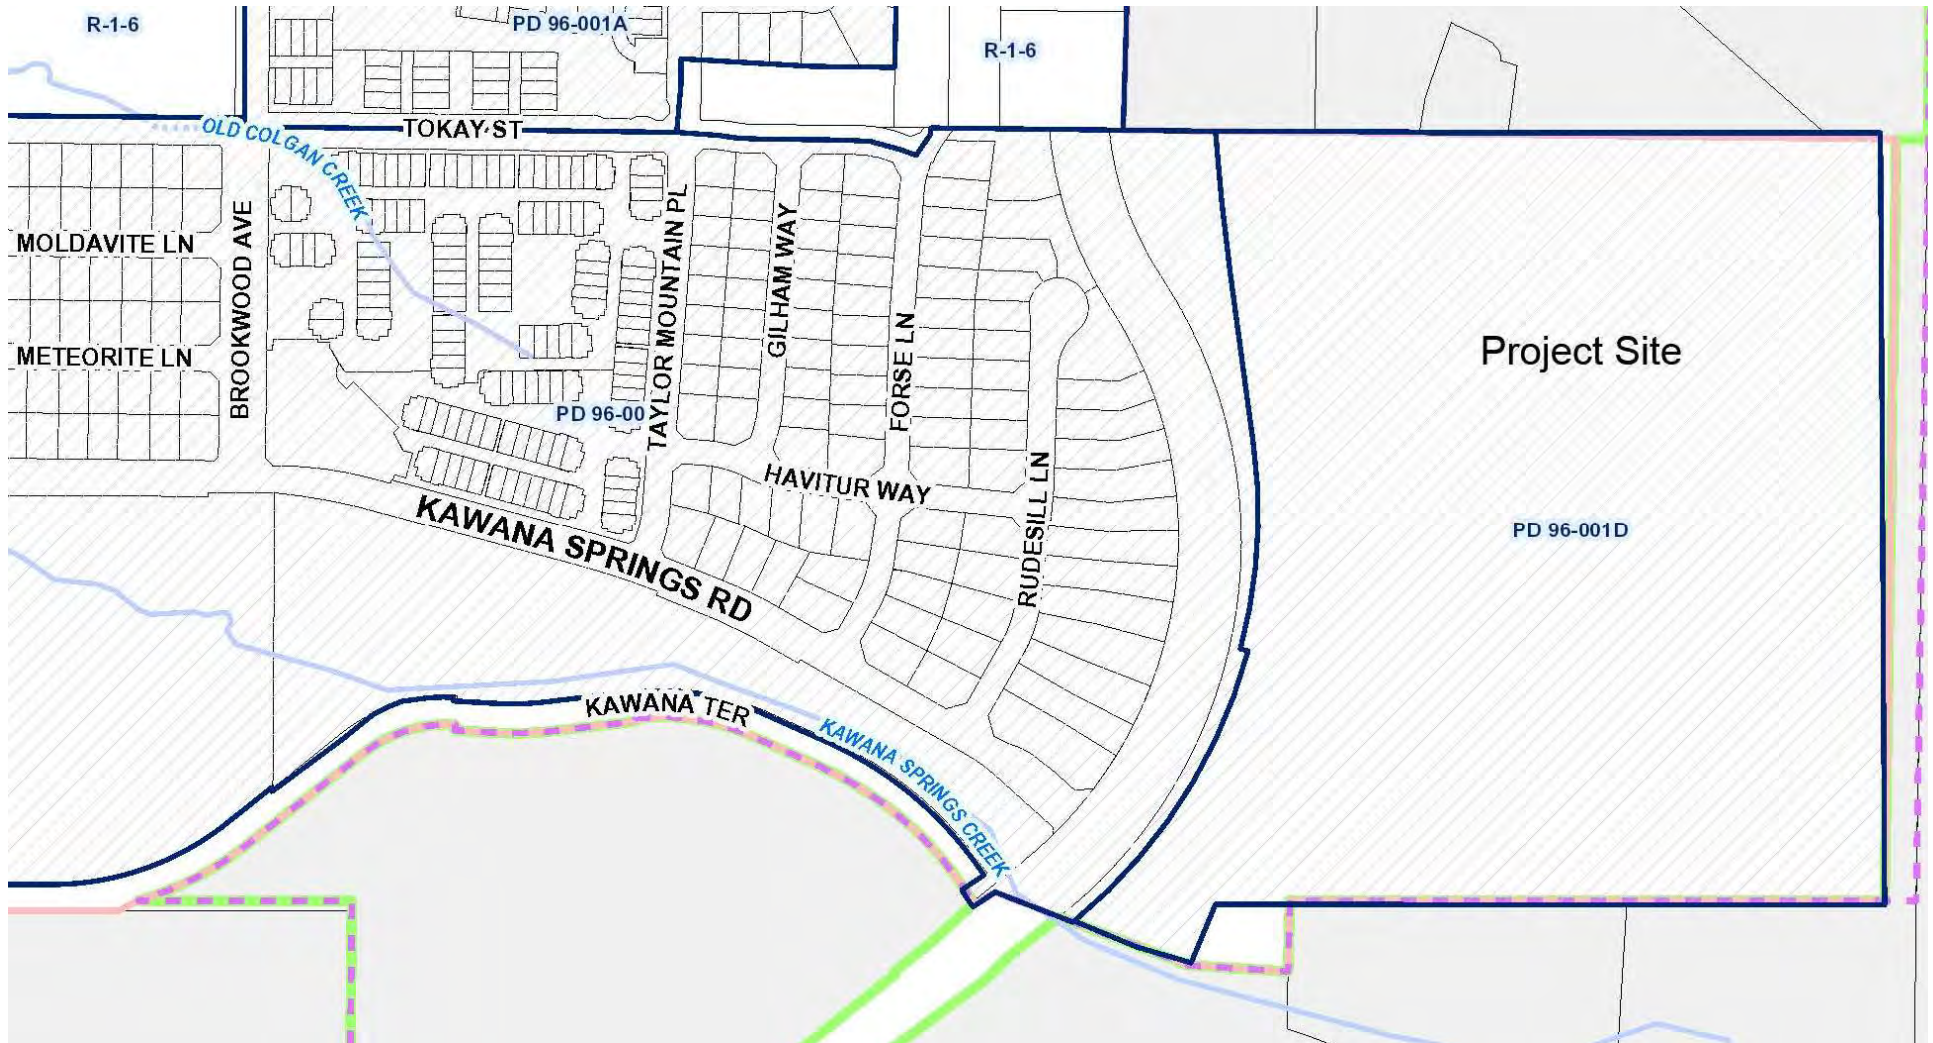 R-1-6
PD 96-001A
R-1-6
TOKAY ST
OLD COLGAN CREEK
MOLDAVITE LN
BROOKWOOD AVE
METEORITE LN
TAYLOR MOUNTAIN PL
GILHAM WAY
FORSE LN
Project Site
PD 96-00
HAVITUR WAY
RUDESILL LN
KAWANA SPRINGS RD
PD 96-001D
KAWANA TER
KAWANA SPRINGS CREEK